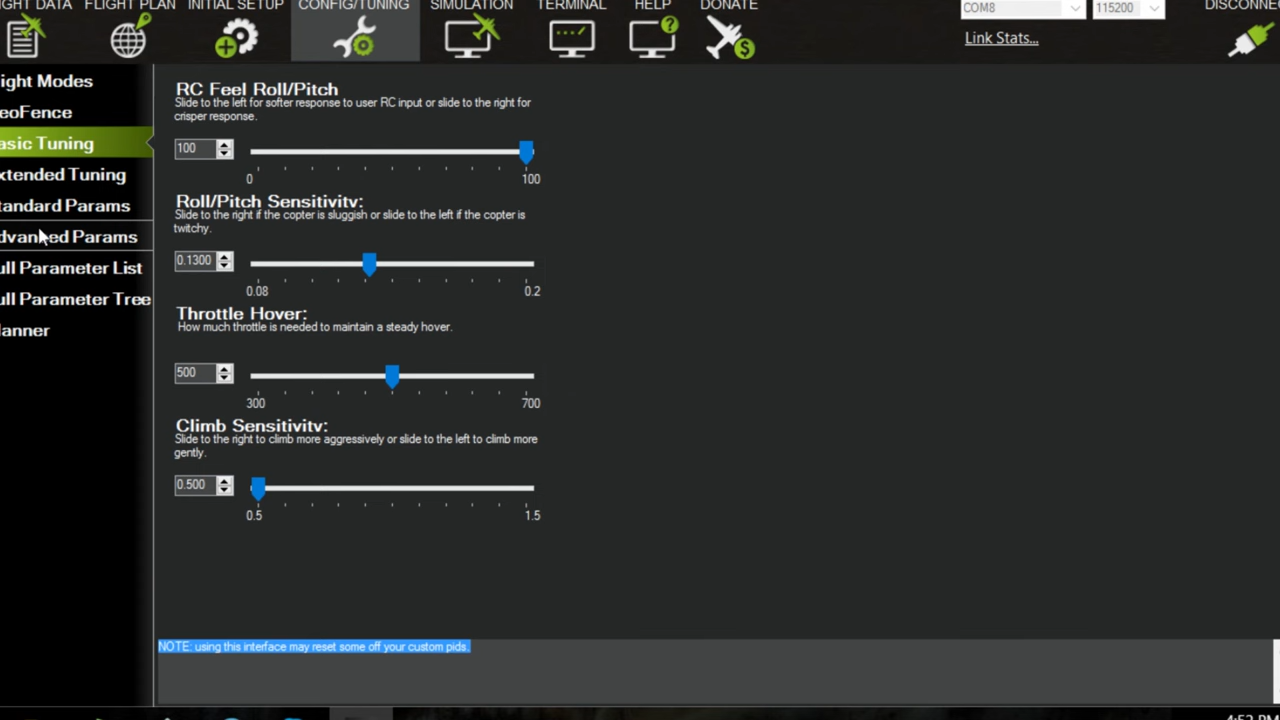 IGHT DATA FLIGHT PLAN INITIAL SETUP CONFIG/TUNING SIMULATION TERMINAL HELP DONATE COM8 115200 DISCONNE
Link Stats...
ight Modes
eoFence
asic Tuning
xtended Tuning
tandard Params
dvanced Params
ull Parameter List
ull Parameter Tree
lanner
RC Feel Roll/Pitch
Slide to the left for softer response to user RC input or slide to the right for
crisper response.
100
0 100
Roll/Pitch Sensitivity:
Slide to the right if the copter is sluggish or slide to the left if the copter is
twitchy.
0.1300
0.08 0.2
Throttle Hover:
How much throttle is needed to maintain a steady hover.
500
300 700
Climb Sensitivity:
Slide to the right to climb more aggressively or slide to the left to climb more
gently.
0.500
0.5 1.5
NOTE: using this interface may reset some off your custom pids.
4:52 PM